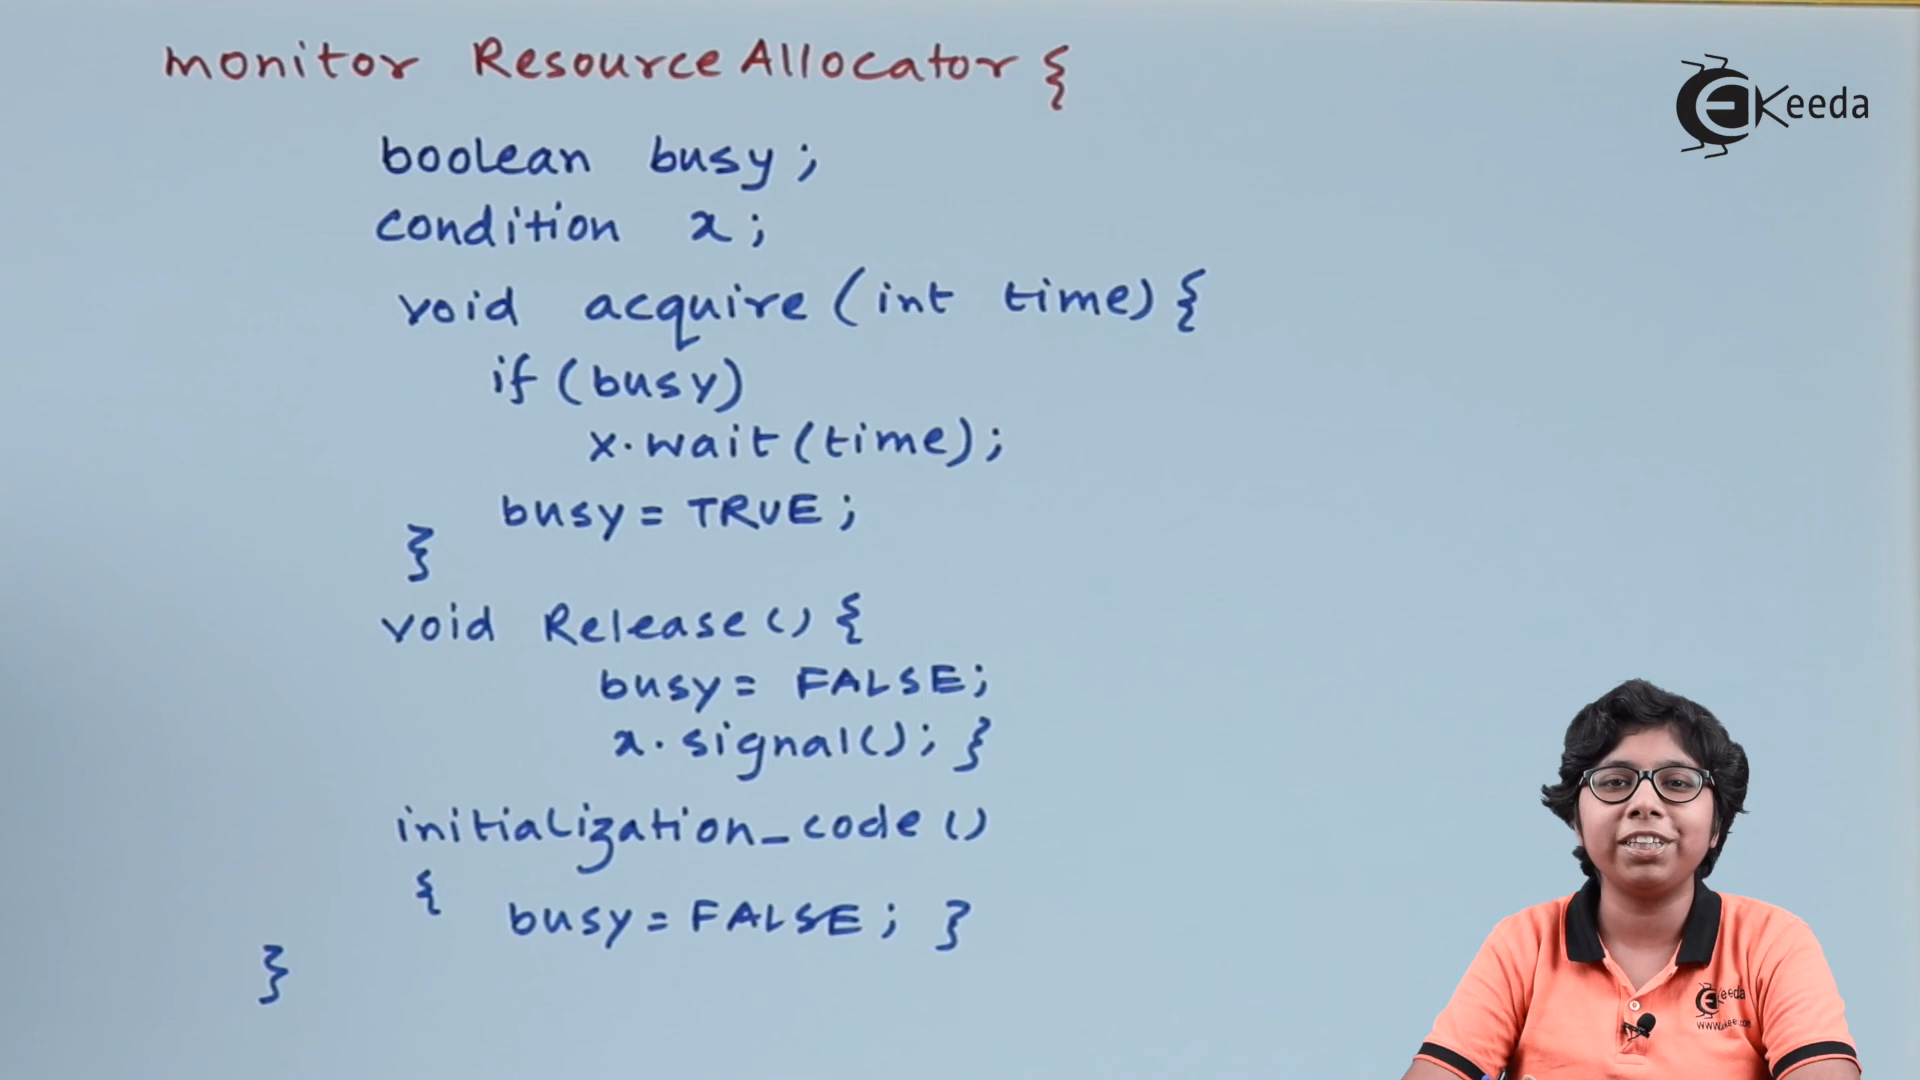 monitor ResourceAllocator {
Keeda
boolean busy ;
condition x ;
void acquire (int time) {
if (busy)
x.wait (time) ;
busy = TRUE ;
}
void Release () {
busy = FALSE;
x.signal () ; }
initialization_code ()
{ busy = FALSE ; }
}
eeda